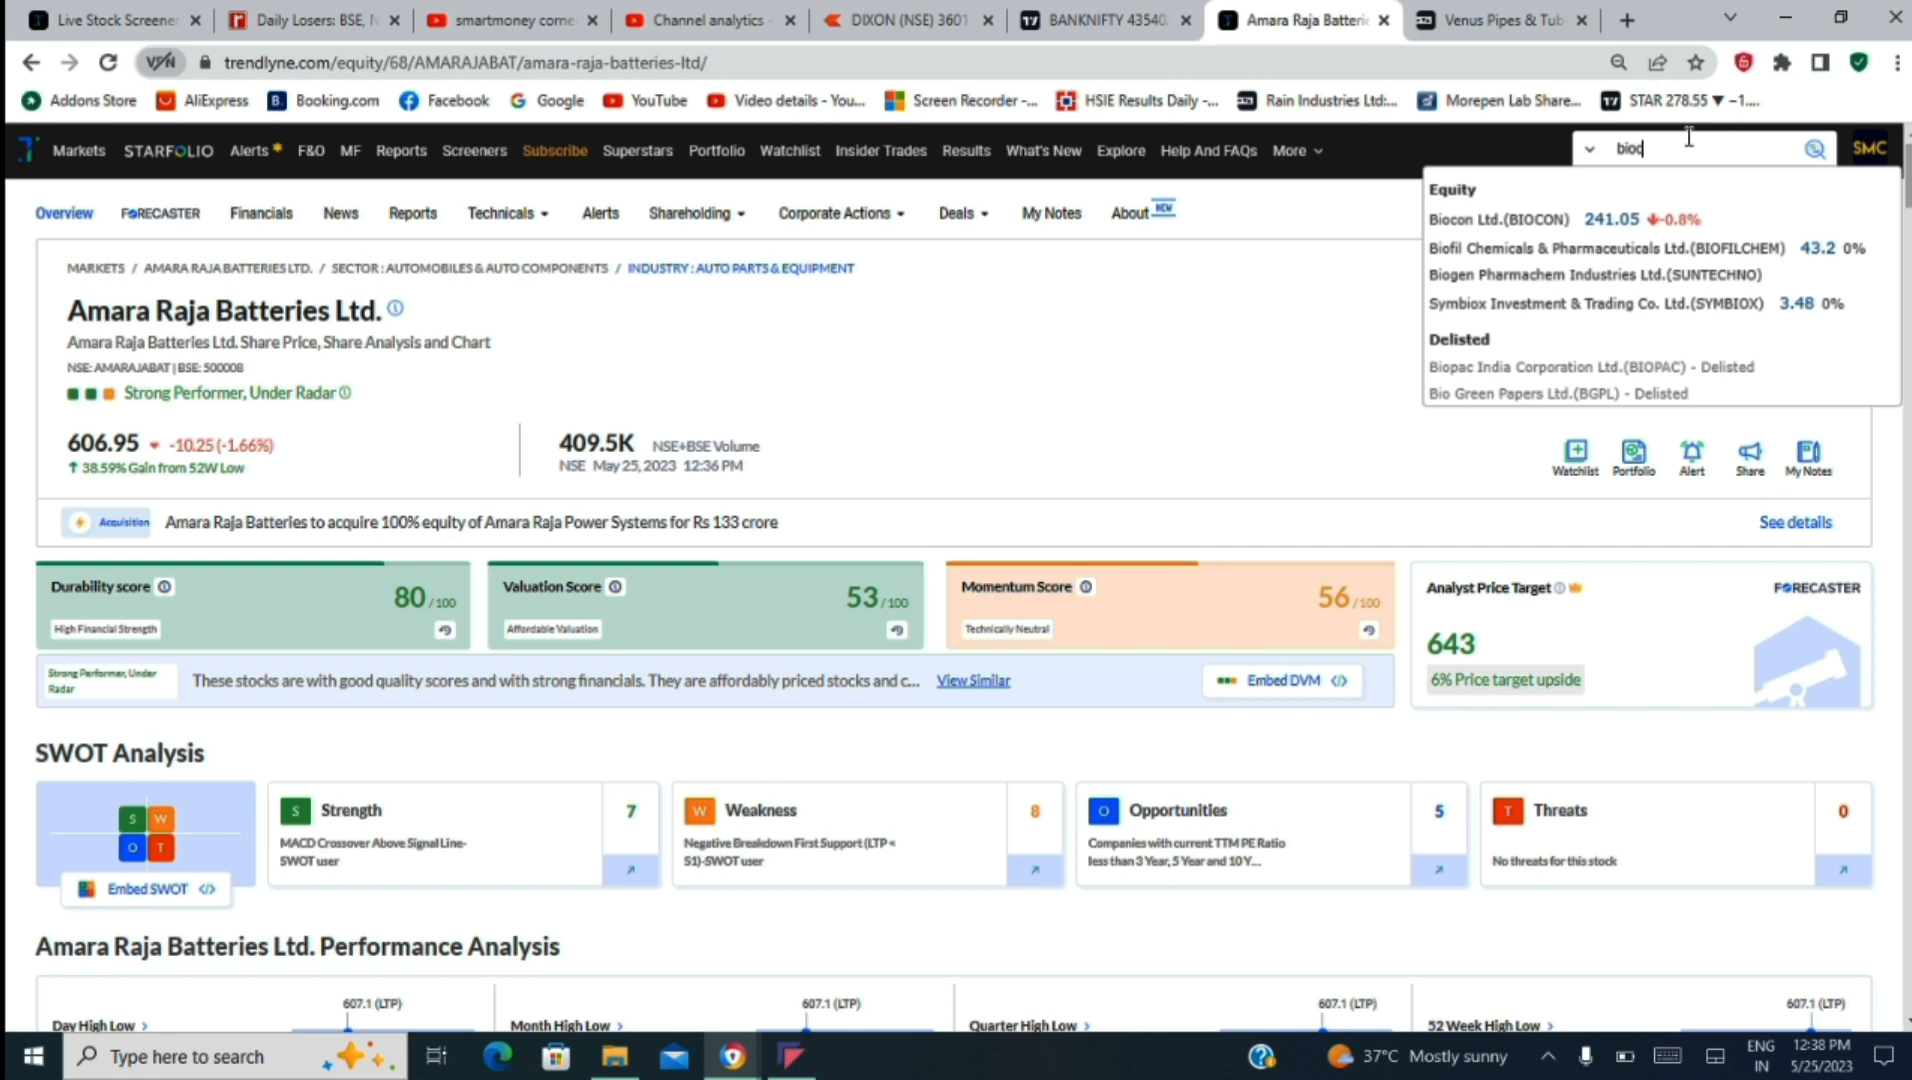 Live Stock Screener
Daily Losers: BSE, N
smartmoney corne
Channel analytics -
DIXON (NSE) 3601
BANKNIFTY 43540.
Amara Raja Batterie
Venus Pipes & Tub
VPN
trendlyne.com/equity/68/AMARAJABAT/amara-raja-batteries-ltd/
Addons Store
AliExpress
Booking.com
Facebook
Google
YouTube
Video details - You...
Screen Recorder -...
HSIE Results Daily -...
Rain Industries Ltd:...
Morepen Lab Share...
STAR 278.55 ▼ −1....
Markets STARFOLIO Alerts F&O MF Reports Screeners Subscribe Superstars Portfolio Watchlist Insider Trades Results What's New Explore Help And FAQs More
bioc
SMC
Equity
Biocon Ltd.(BIOCON) 241.05 -0.8%
Biofil Chemicals & Pharmaceuticals Ltd.(BIOFILCHEM) 43.2 0%
Biogen Pharmachem Industries Ltd.(SUNTECHNO)
Symbiox Investment & Trading Co. Ltd.(SYMBIOX) 3.48 0%
Delisted
Biopac India Corporation Ltd.(BIOPAC) - Delisted
Bio Green Papers Ltd.(BGPL) - Delisted
Overview FORECASTER Financials News Reports Technicals Alerts Shareholding Corporate Actions Deals My Notes About NEW
MARKETS / AMARA RAJA BATTERIES LTD. / SECTOR : AUTOMOBILES & AUTO COMPONENTS / INDUSTRY : AUTO PARTS & EQUIPMENT
Amara Raja Batteries Ltd.
Amara Raja Batteries Ltd. Share Price, Share Analysis and Chart
NSE: AMARAJABAT | BSE: 500008
Strong Performer, Under Radar
606.95 -10.25 (-1.66%)
38.59% Gain from 52W Low
409.5K NSE+BSE Volume
NSE May 25, 2023 12:36 PM
Watchlist
Portfolio
Alert
Share
My Notes
Acquisition
Amara Raja Batteries to acquire 100% equity of Amara Raja Power Systems for Rs 133 crore
See details
Durability score
80 /100
High Financial Strength
Valuation Score
53 /100
Affordable Valuation
Momentum Score
56 /100
Technically Neutral
Analyst Price Target
FORECASTER
643
6% Price target upside
Strong Performer, Under
Radar
These stocks are with good quality scores and with strong financials. They are affordably priced stocks and c...
View Similar
Embed DVM
SWOT Analysis
S W
O T
Embed SWOT
S Strength 7
MACD Crossover Above Signal Line-
SWOT user
W Weakness 8
Negative Breakdown First Support (LTP <
S1)-SWOT user
O Opportunities 5
Companies with current TTM PE Ratio
less than 3 Year, 5 Year and 10 Y...
T Threats 0
No threats for this stock
Amara Raja Batteries Ltd. Performance Analysis
607.1 (LTP)
Day High Low
607.1 (LTP)
Month High Low
607.1 (LTP)
Quarter High Low
607.1 (LTP)
52 Week High Low
Type here to search
37°C Mostly sunny
ENG
IN
12:38 PM
5/25/2023